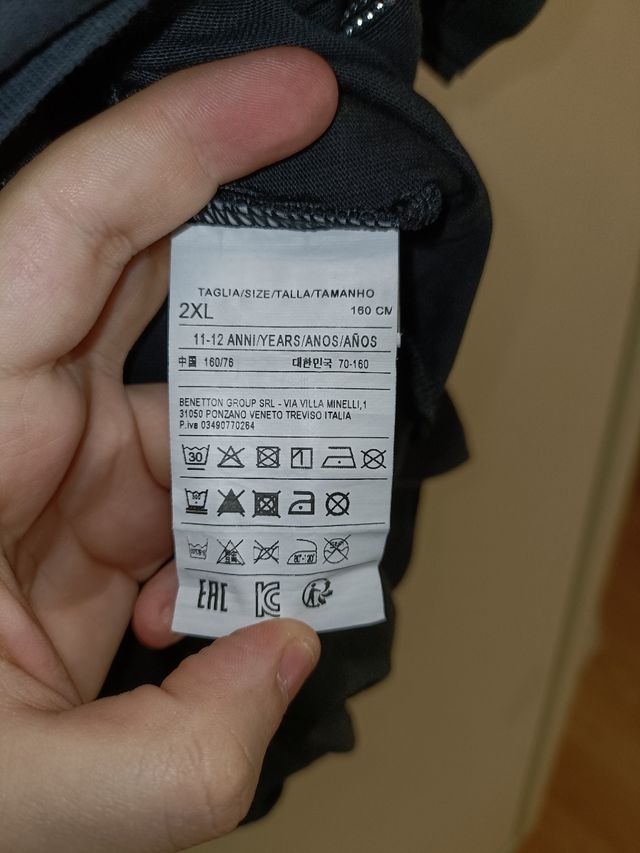 TAGLIA/SIZE/TALLA/TAMANHO
2XL 160 CM
11-12 ANNI/YEARS/ANOS/AÑOS
中国 160/76 대한민국 70-160
BENETTON GROUP SRL - VIA VILLA MINELLI,1
31050 PONZANO VENETO TREVISO ITALIA
P.iva 03490770264
30
EAC